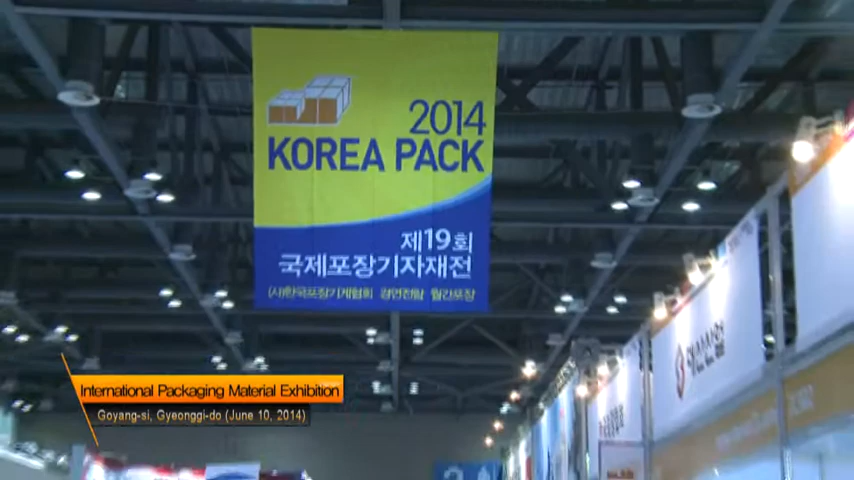 2014
KOREA PACK
제19회
국제포장기자재전
(사)한국포장기계협회 경연전람 월간포장
International Packaging Material Exhibition
Goyang-si, Gyeonggi-do (June 10, 2014)